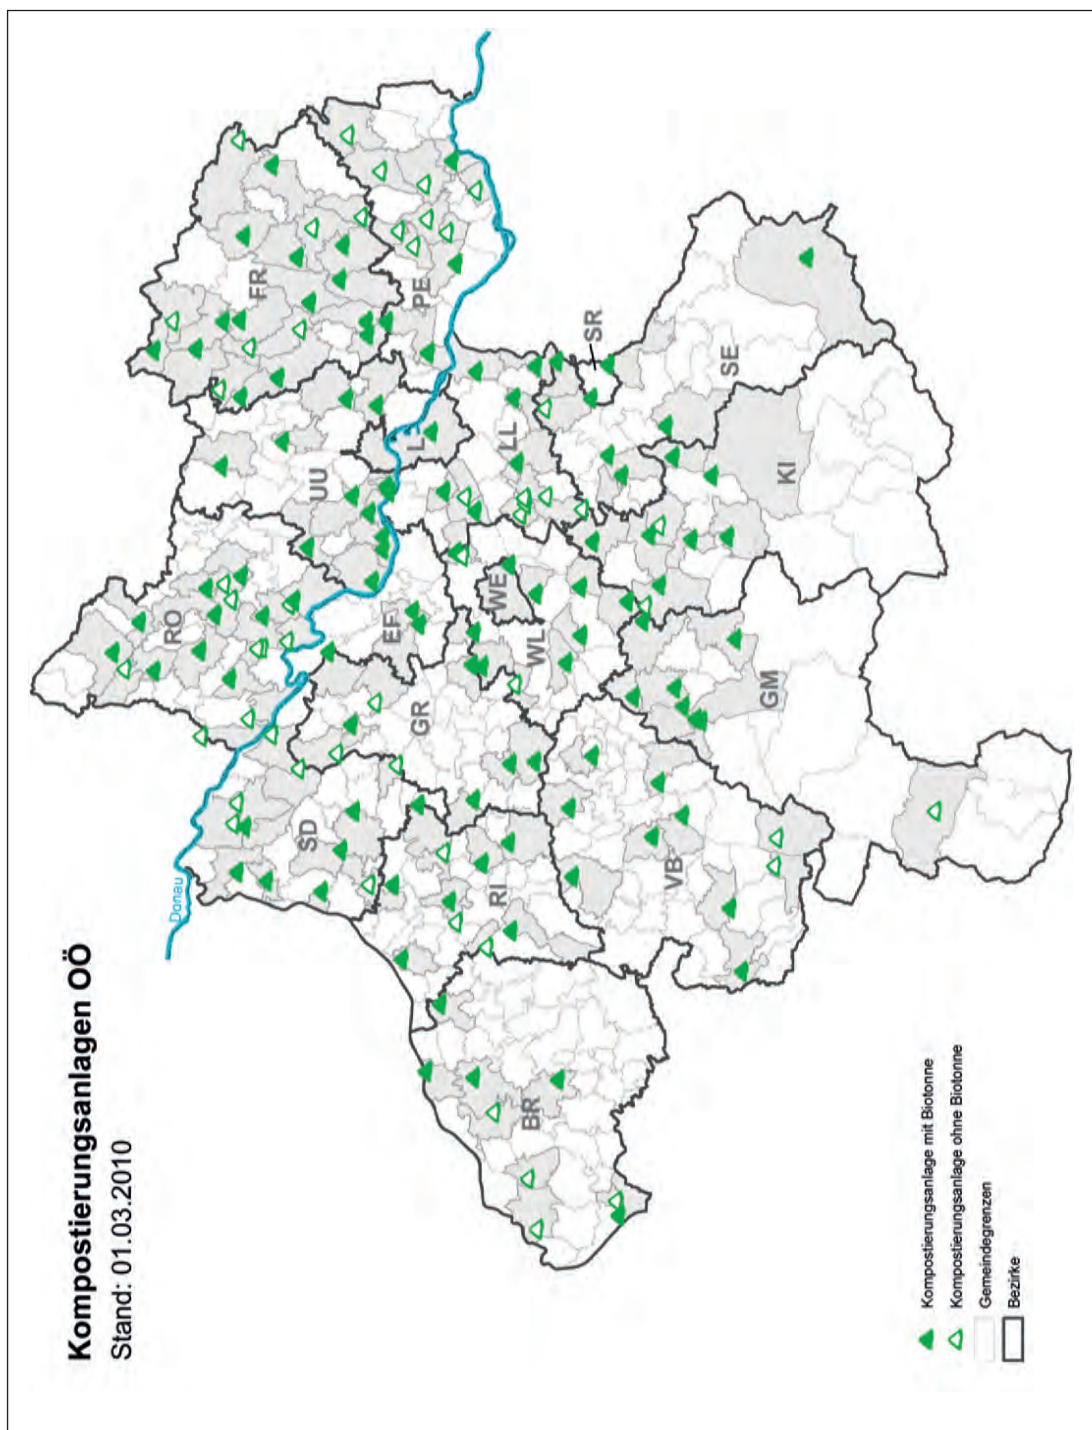 Kompostierungsanlagen OÖ
Stand: 01.03.2010
Donau
RO
FR
UU
PE
SD
EF
L
GR
WE
LL
SR
RI
WL
SE
BR
VB
GM
KI
Kompostierungsanlage mit Biotonne
Kompostierungsanlage ohne Biotonne
Gemeindegrenzen
Bezirke